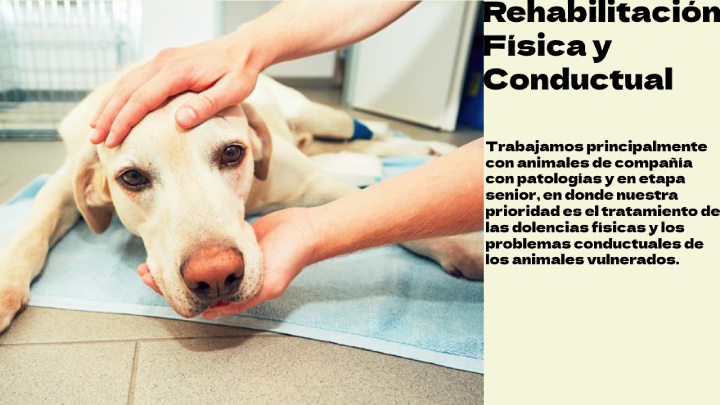 Rehabilitación
Física y
Conductual
Trabajamos principalmente
con animales de compañía
con patologías y en etapa
senior, en donde nuestra
prioridad es el tratamiento de
las dolencias físicas y los
problemas conductuales de
los animales vulnerados.